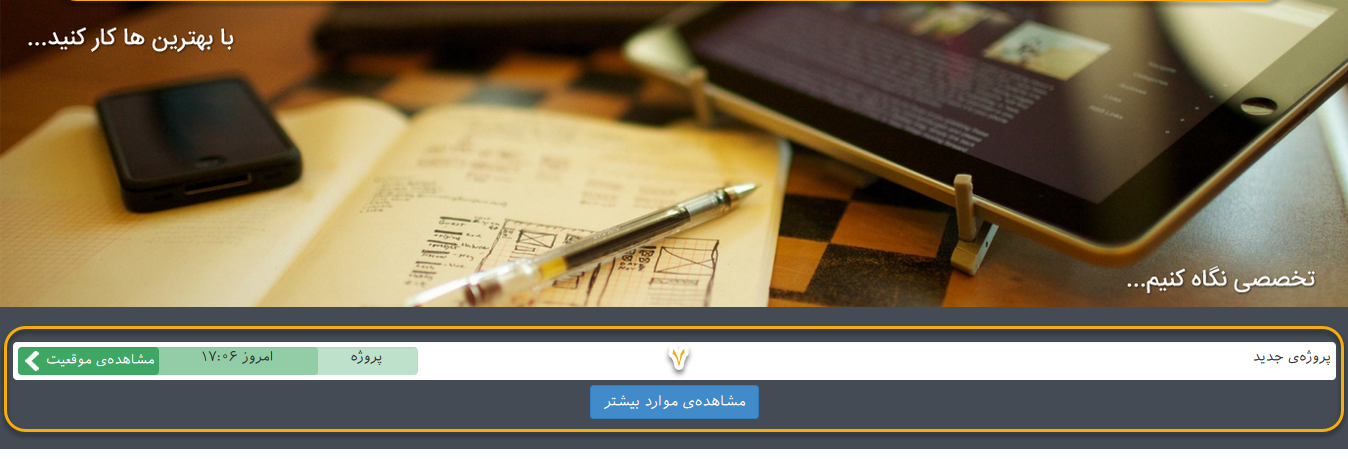 با بهترین ها کار کنید...
تخصصی نگاه کنیم...
پروژه‌ی جدید
۷
پروژه
امروز ۱۷:۰۶
مشاهده‌ی موقعیت
مشاهده‌ی موارد بیشتر